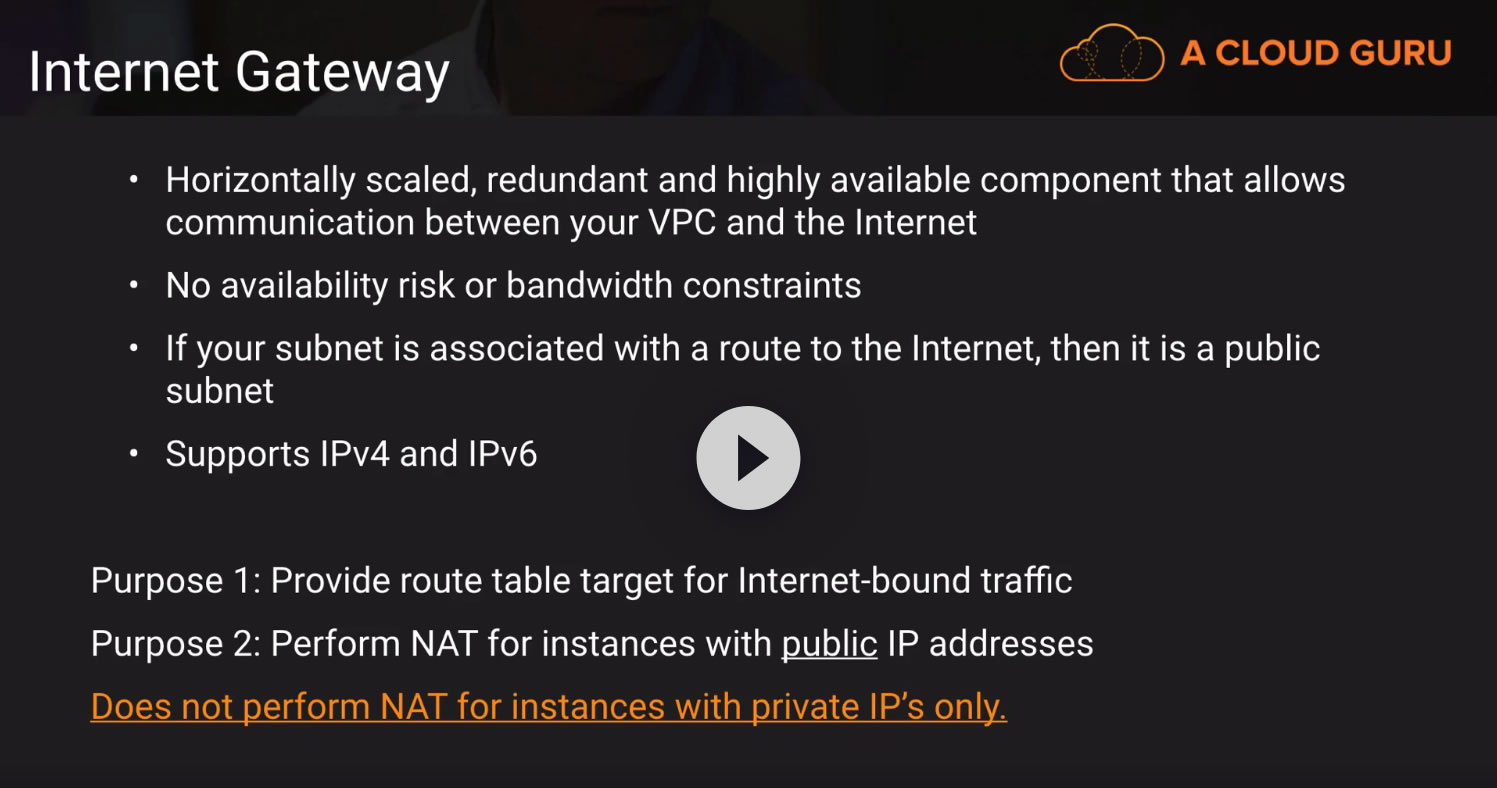 Internet Gateway
A CLOUD GURU
• Horizontally scaled, redundant and highly available component that allows
communication between your VPC and the Internet
• No availability risk or bandwidth constraints
• If your subnet is associated with a route to the Internet, then it is a public
subnet
• Supports IPv4 and IPv6
Purpose 1: Provide route table target for Internet-bound traffic
Purpose 2: Perform NAT for instances with public IP addresses
Does not perform NAT for instances with private IP’s only.